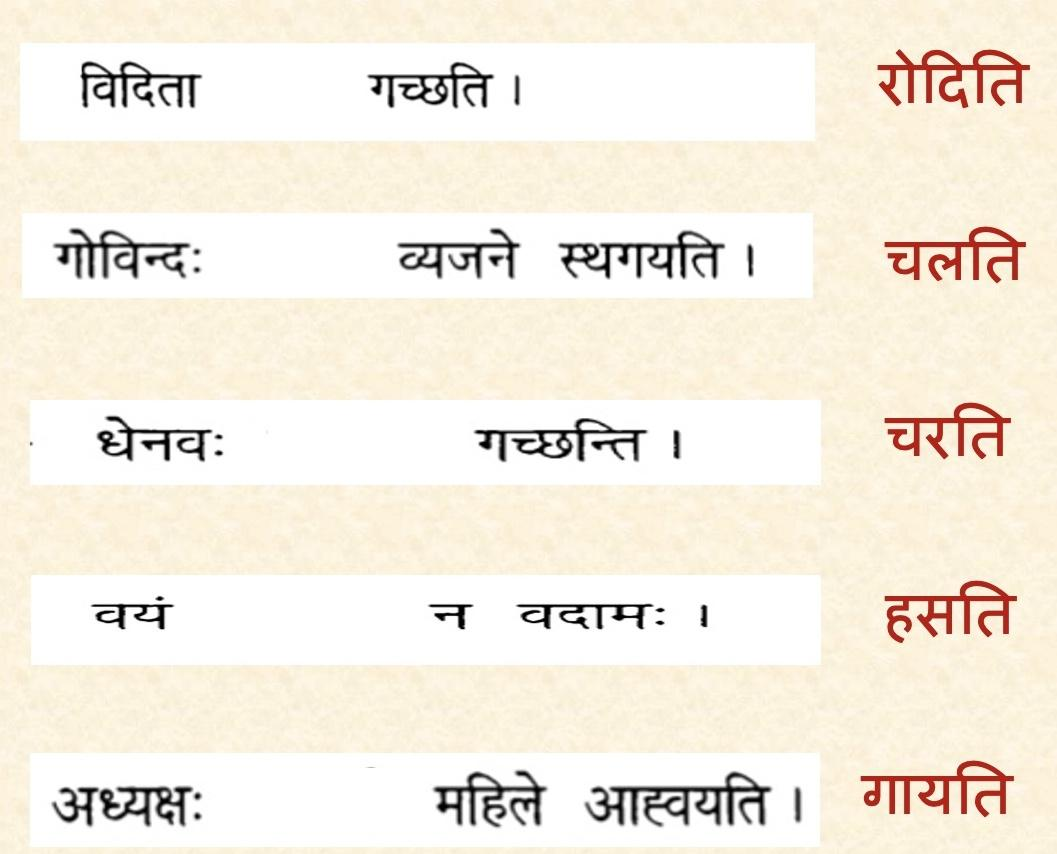 विदिता गच्छति । रोदिति
गोविन्दः व्यजने स्थगयति । चलति
धेनवः गच्छन्ति । चरति
वयं न वदामः । हसति
अध्यक्षः महिले आह्वयति । गायति